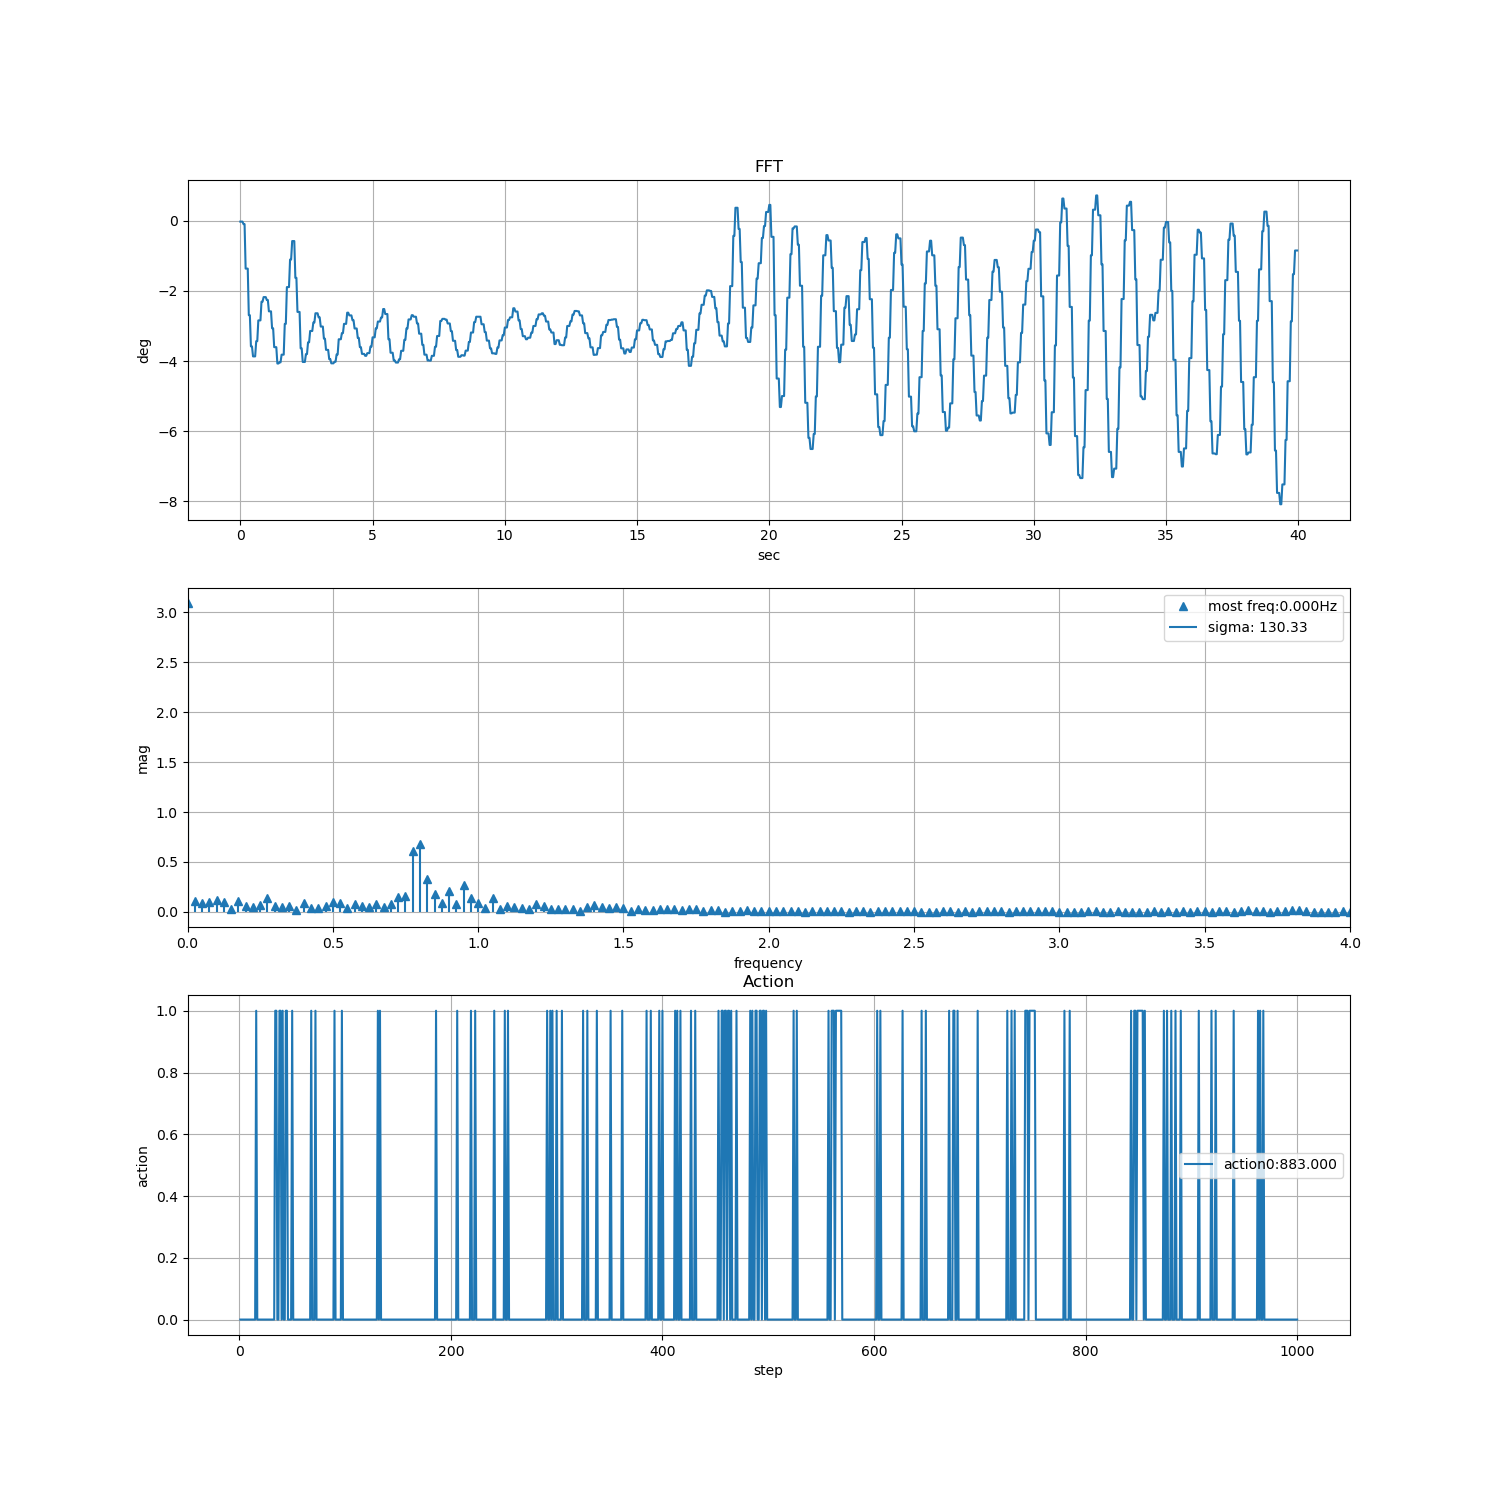 FFT
0
−2
−4
−6
−8
deg
0 5 10 15 20 25 30 35 40
sec
3.0
2.5
2.0
1.5
1.0
0.5
0.0
mag
most freq:0.000Hz
sigma: 130.33
0.0 0.5 1.0 1.5 2.0 2.5 3.0 3.5 4.0
frequency
Action
1.0
0.8
0.6
0.4
0.2
0.0
action
action0:883.000
0 200 400 600 800 1000
step